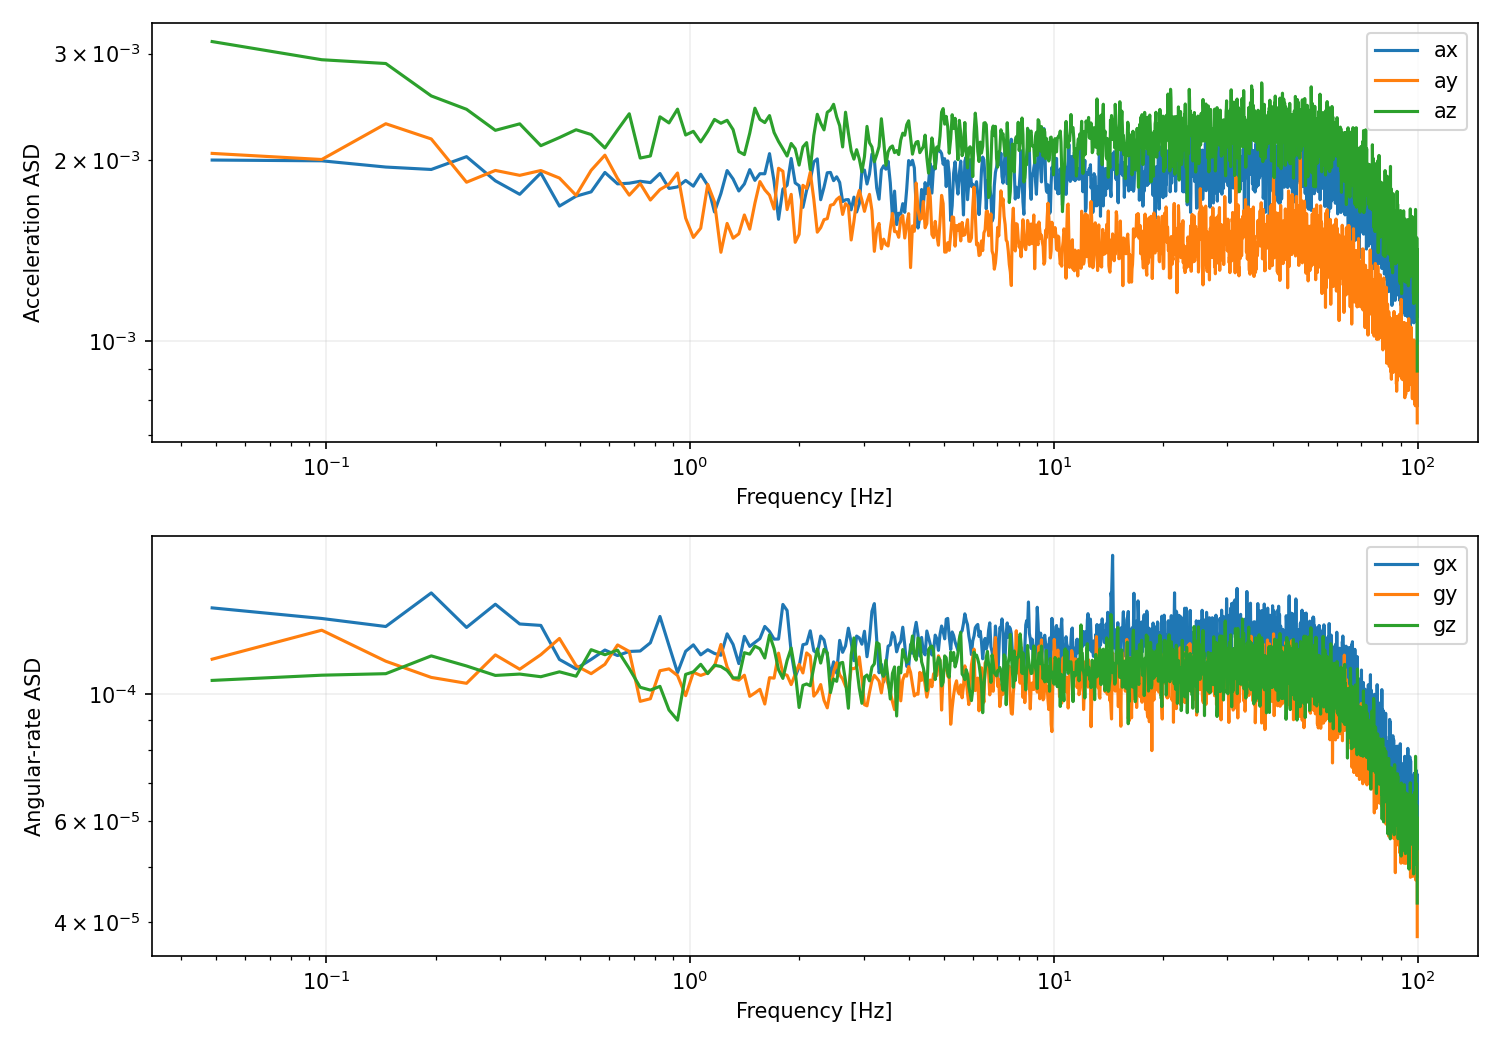 3 × 10⁻³
2 × 10⁻³
10⁻³
Acceleration ASD
ax
ay
az
10⁻¹ 10⁰ 10¹ 10²
Frequency [Hz]
10⁻⁴
6 × 10⁻⁵
4 × 10⁻⁵
Angular-rate ASD
gx
gy
gz
10⁻¹ 10⁰ 10¹ 10²
Frequency [Hz]